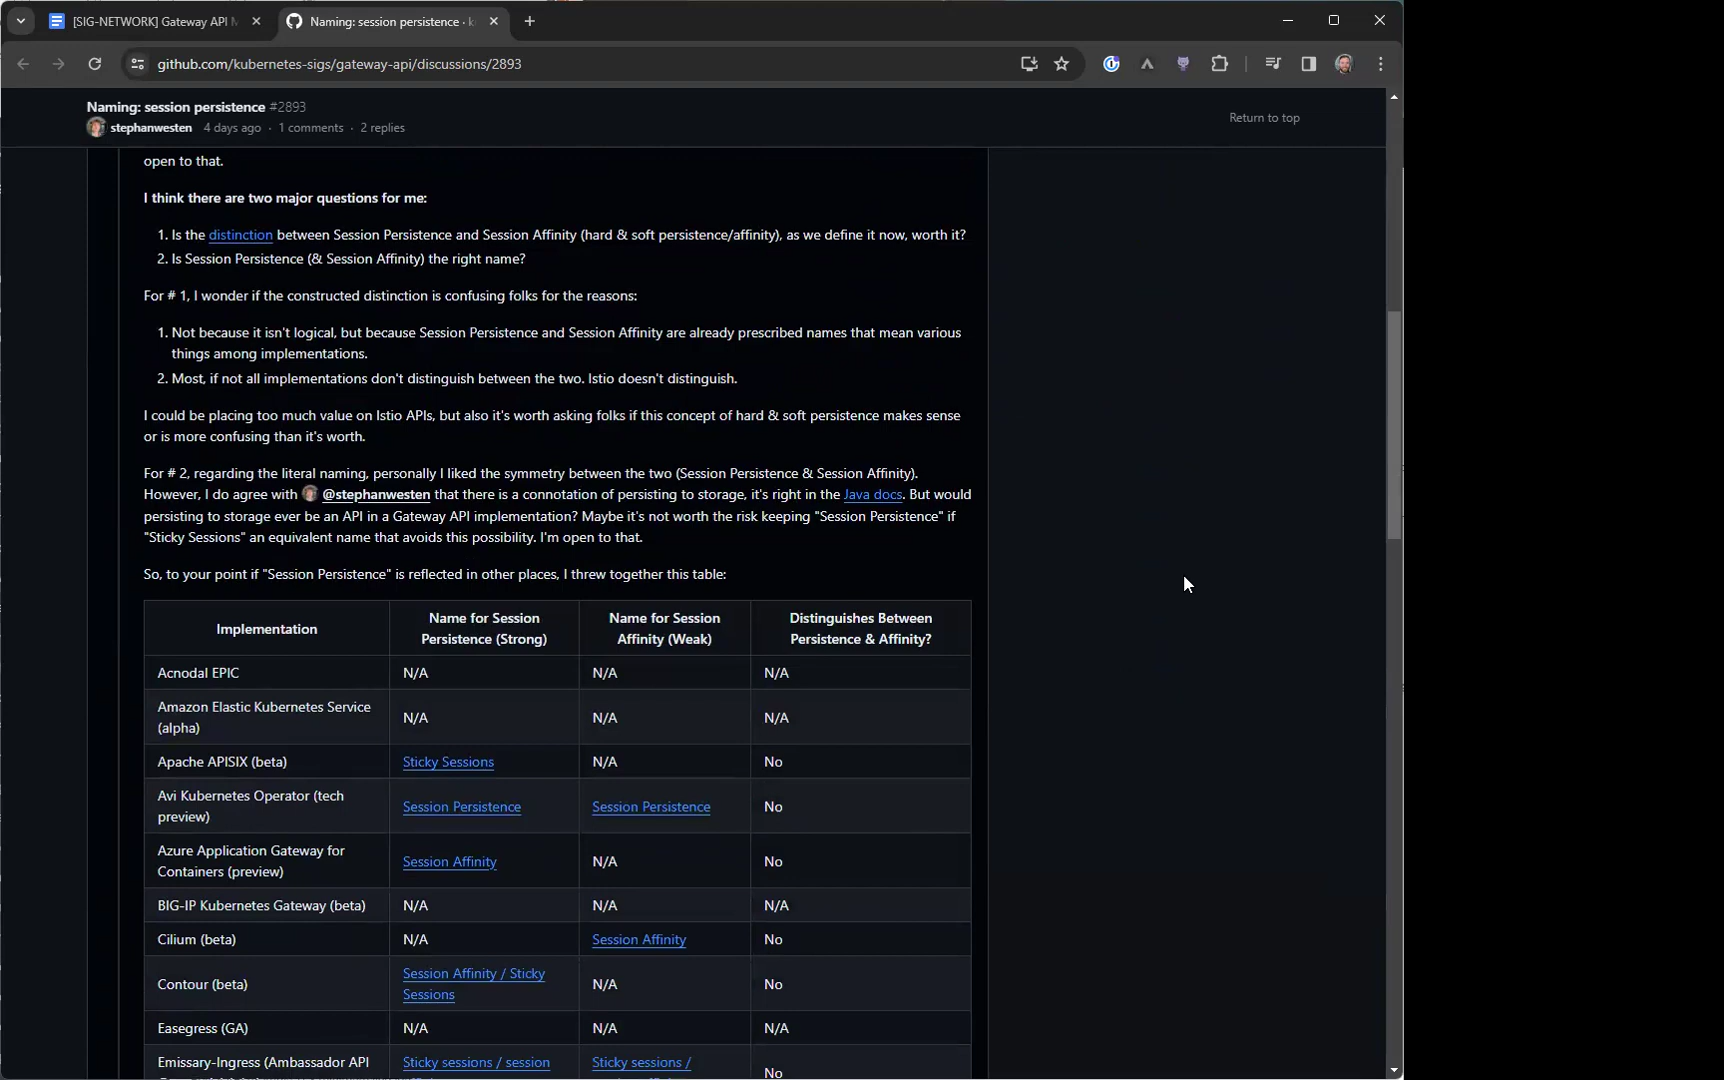 [SIG-NETWORK] Gateway API M
Naming: session persistence · k
github.com/kubernetes-sigs/gateway-api/discussions/2893
Naming: session persistence #2893
stephanwesten 4 days ago · 1 comments · 2 replies
Return to top
open to that.
I think there are two major questions for me:
1. Is the distinction between Session Persistence and Session Affinity (hard & soft persistence/affinity), as we define it now, worth it?
2. Is Session Persistence (& Session Affinity) the right name?
For # 1, I wonder if the constructed distinction is confusing folks for the reasons:
1. Not because it isn't logical, but because Session Persistence and Session Affinity are already prescribed names that mean various
things among implementations.
2. Most, if not all implementations don't distinguish between the two. Istio doesn't distinguish.
I could be placing too much value on Istio APIs, but also it's worth asking folks if this concept of hard & soft persistence makes sense
or is more confusing than it's worth.
For # 2, regarding the literal naming, personally I liked the symmetry between the two (Session Persistence & Session Affinity).
However, I do agree with @stephanwesten that there is a connotation of persisting to storage, it's right in the Java docs. But would
persisting to storage ever be an API in a Gateway API implementation? Maybe it's not worth the risk keeping "Session Persistence" if
"Sticky Sessions" an equivalent name that avoids this possibility. I'm open to that.
So, to your point if "Session Persistence" is reflected in other places, I threw together this table:
Implementation
Name for Session
Persistence (Strong)
Name for Session
Affinity (Weak)
Distinguishes Between
Persistence & Affinity?
Acnodal EPIC N/A N/A N/A
Amazon Elastic Kubernetes Service
(alpha)
N/A N/A N/A
Apache APISIX (beta) Sticky Sessions N/A No
Avi Kubernetes Operator (tech
preview)
Session Persistence Session Persistence No
Azure Application Gateway for
Containers (preview)
Session Affinity N/A No
BIG-IP Kubernetes Gateway (beta) N/A N/A N/A
Cilium (beta) N/A Session Affinity No
Contour (beta)
Session Affinity / Sticky
Sessions
N/A No
Easegress (GA) N/A N/A N/A
Emissary-Ingress (Ambassador API
Sticky sessions / session
Sticky sessions /
No